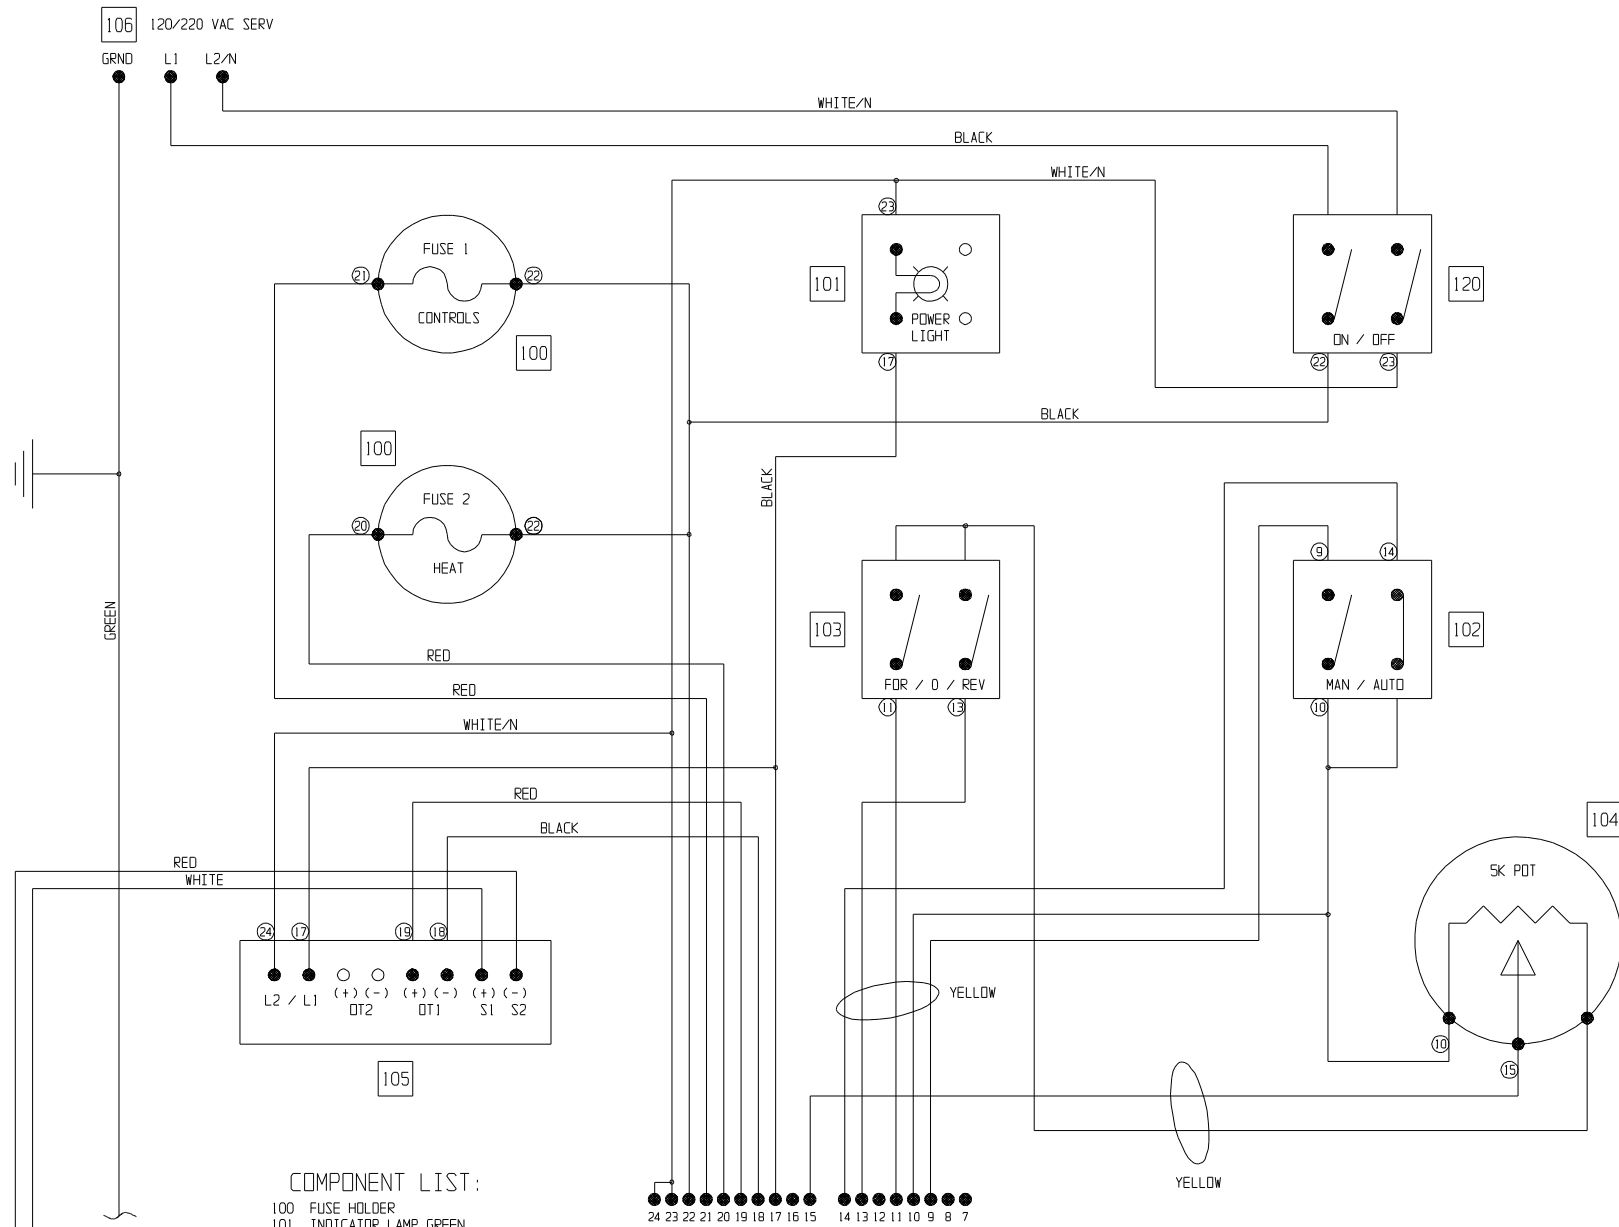 106 120/220 VAC SERV
GRND L1 L2/N
WHITE/N
BLACK
WHITE/N
23
FUSE 1
21 22
CONTROLS
100
101
POWER
LIGHT
17
120
ON / OFF
22 23
BLACK
100
FUSE 2
20 22
HEAT
BLACK
GREEN
9 14
103
FOR / O / REV
11 13
102
MAN / AUTO
10
RED
RED
WHITE/N
RED
BLACK
RED
WHITE
104
5K POT
24 17 19 18
L2 / L1
(+) (-) (+) (-) (+) (-)
OT2 OT1 S1 S2
105
YELLOW
10
15
YELLOW
COMPONENT LIST:
100 FUSE HOLDER
101 INDICATOR LAMP GREEN
24 23 22 21 20 19 18 17 16 15 14 13 12 11 10 9 8 7